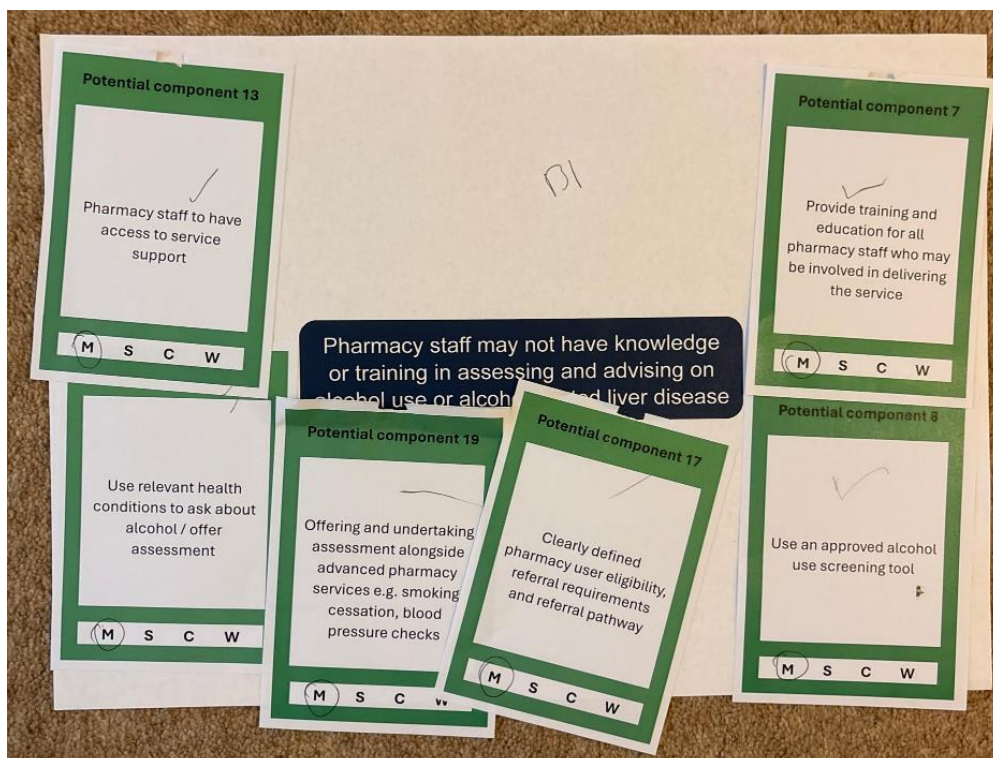 Potential component 13
Pharmacy staff to have
access to service
support
M S C W
B1
Potential component 7
Provide training and
education for all
pharmacy staff who may
be involved in delivering
the service
M S C W
Pharmacy staff may not have knowledge
or training in assessing and advising on
liver disease
Use relevant health
conditions to ask about
alcohol / offer
assessment
M S C W
Potential component 19
Offering and undertaking
assessment alongside
advanced pharmacy
services e.g. smoking
cessation, blood
pressure checks
M S C
Potential component 17
Clearly defined
pharmacy user eligibility,
referral requirements
and referral pathway
M S C W
Potential component
Use an approved alcohol
use screening tool
M S C W